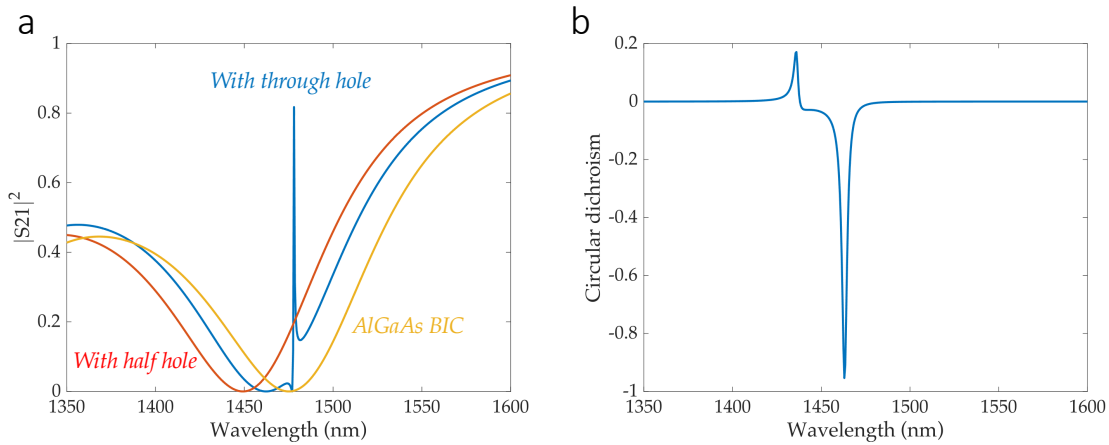 a
1
0.8
0.6
0.4
0.2
0
|S21|²
With through hole
AlGaAs BIC
With half hole
1350 1400 1450 1500 1550 1600
Wavelength (nm)
b
0.2
0
-0.2
-0.4
-0.6
-0.8
-1
Circular dichroism
1350 1400 1450 1500 1550 1600
Wavelength (nm)